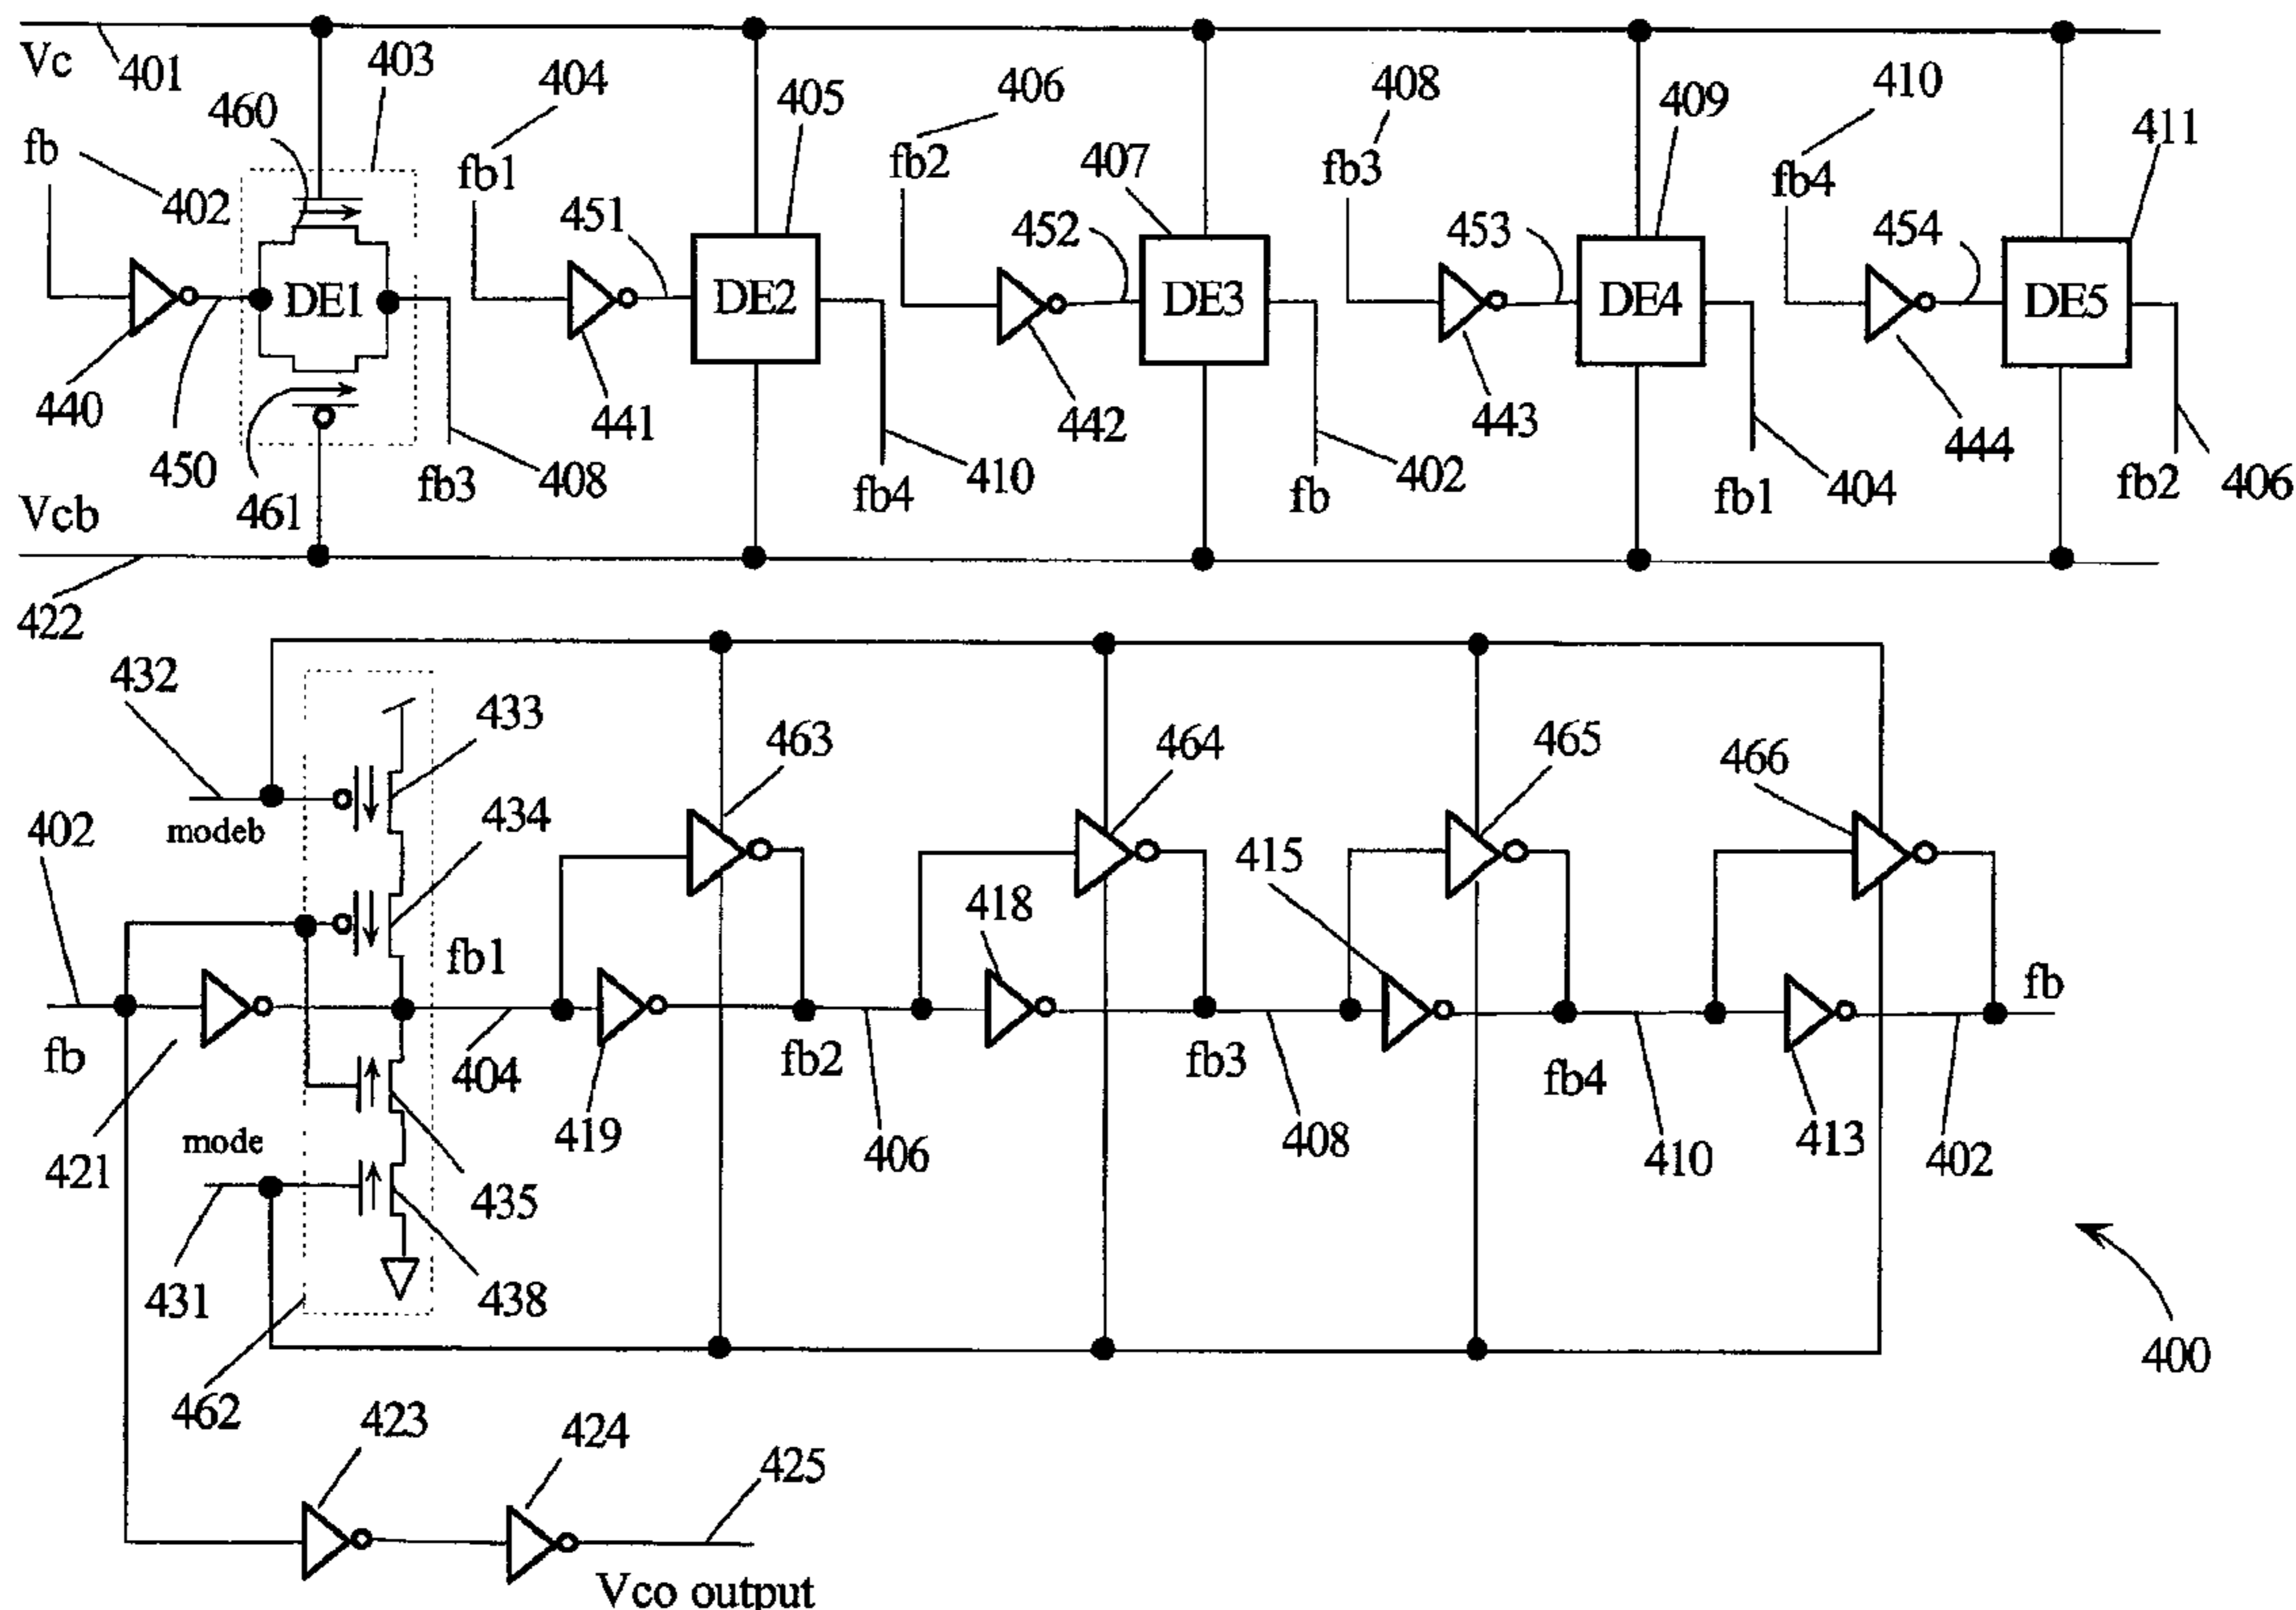 Vc
401
403
404
406
408
410
460
405
409
411
fb
402
fb1
fb2
407
fb3
fb4
451
452
453
454
DE1
DE2
DE3
DE4
DE5
440
441
442
443
444
450
461
fb3
408
fb4
410
fb
402
fb1
404
fb2
406
Vcb
422
432
433
463
464
465
466
modeb
402
434
415
418
fb1
fb
421
404
419
fb2
406
fb3
408
fb4
410
413
402
fb
mode
435
431
438
462
400
423
424
425
Vco output